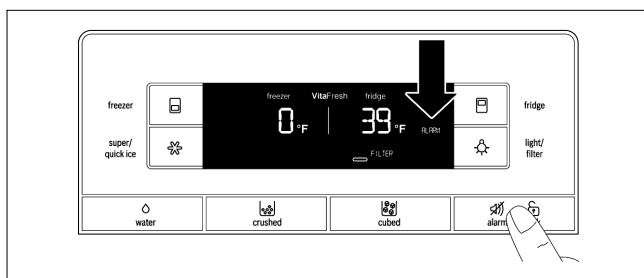 freezer
super/
quick ice
freezer VitaFresh fridge
0 °F 39 °F
ALARM
FILTER
fridge
light/
filter
water
crushed
cubed
alarm